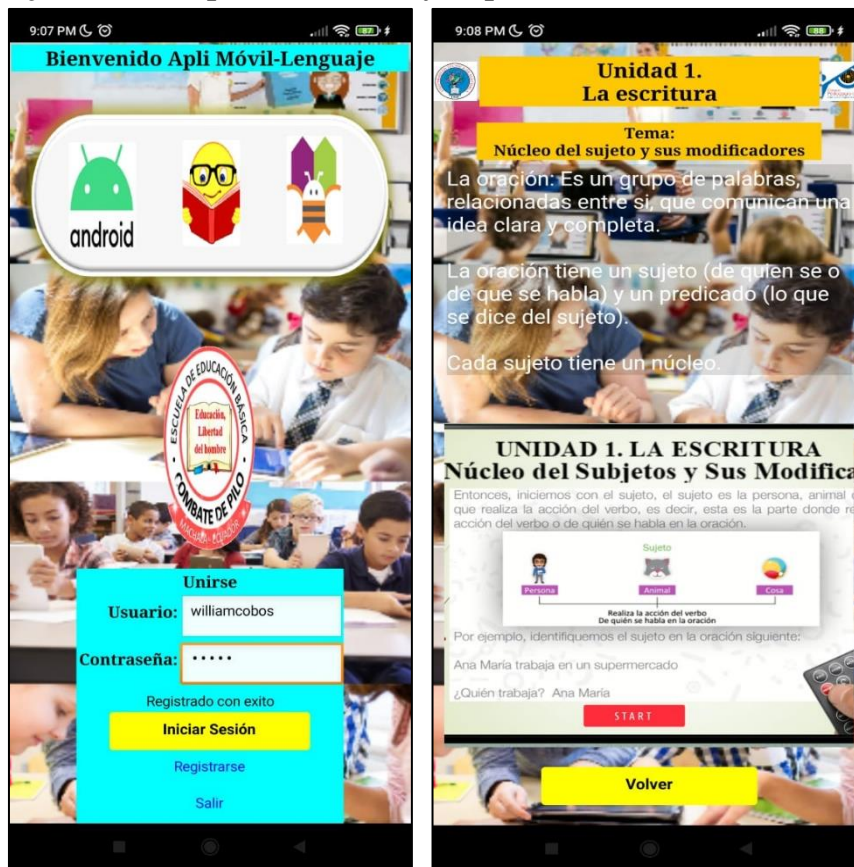 9:07 PM
87
Bienvenido Apli Móvil-Lenguaje
android
ESCUELA DE EDUCACIÓN BÁSICA
Educación,
Libertad
del hombre
COMBATE DE PILO
MACHALA - ECUADOR
Unirse
Usuario: williamcobos
Contraseña: •••••
Registrado con exito
Iniciar Sesión
Registrarse
Salir
9:08 PM
88
Unidad 1.
La escritura
Tema:
Núcleo del sujeto y sus modificadores
La oración: Es un grupo de palabras,
relacionadas entre si, que comunican una
idea clara y completa.
La oración tiene un sujeto (de quien se o
de que se habla) y un predicado (lo que
se dice del sujeto).
Cada sujeto tiene un núcleo.
UNIDAD 1. LA ESCRITURA
Núcleo del Subjetos y Sus Modifica
Entonces, iniciemos con el sujeto, el sujeto es la persona, animal
que realiza la acción del verbo, es decir, esta es la parte donde re
acción del verbo o de quién se habla en la oración.
Sujeto
Persona Animal Cosa
Realiza la acción del verbo
De quién se habla en la oración
Por ejemplo, identifiquemos el sujeto en la oración siguiente:
Ana María trabaja en un supermercado
¿Quién trabaja? Ana María
START
Volver